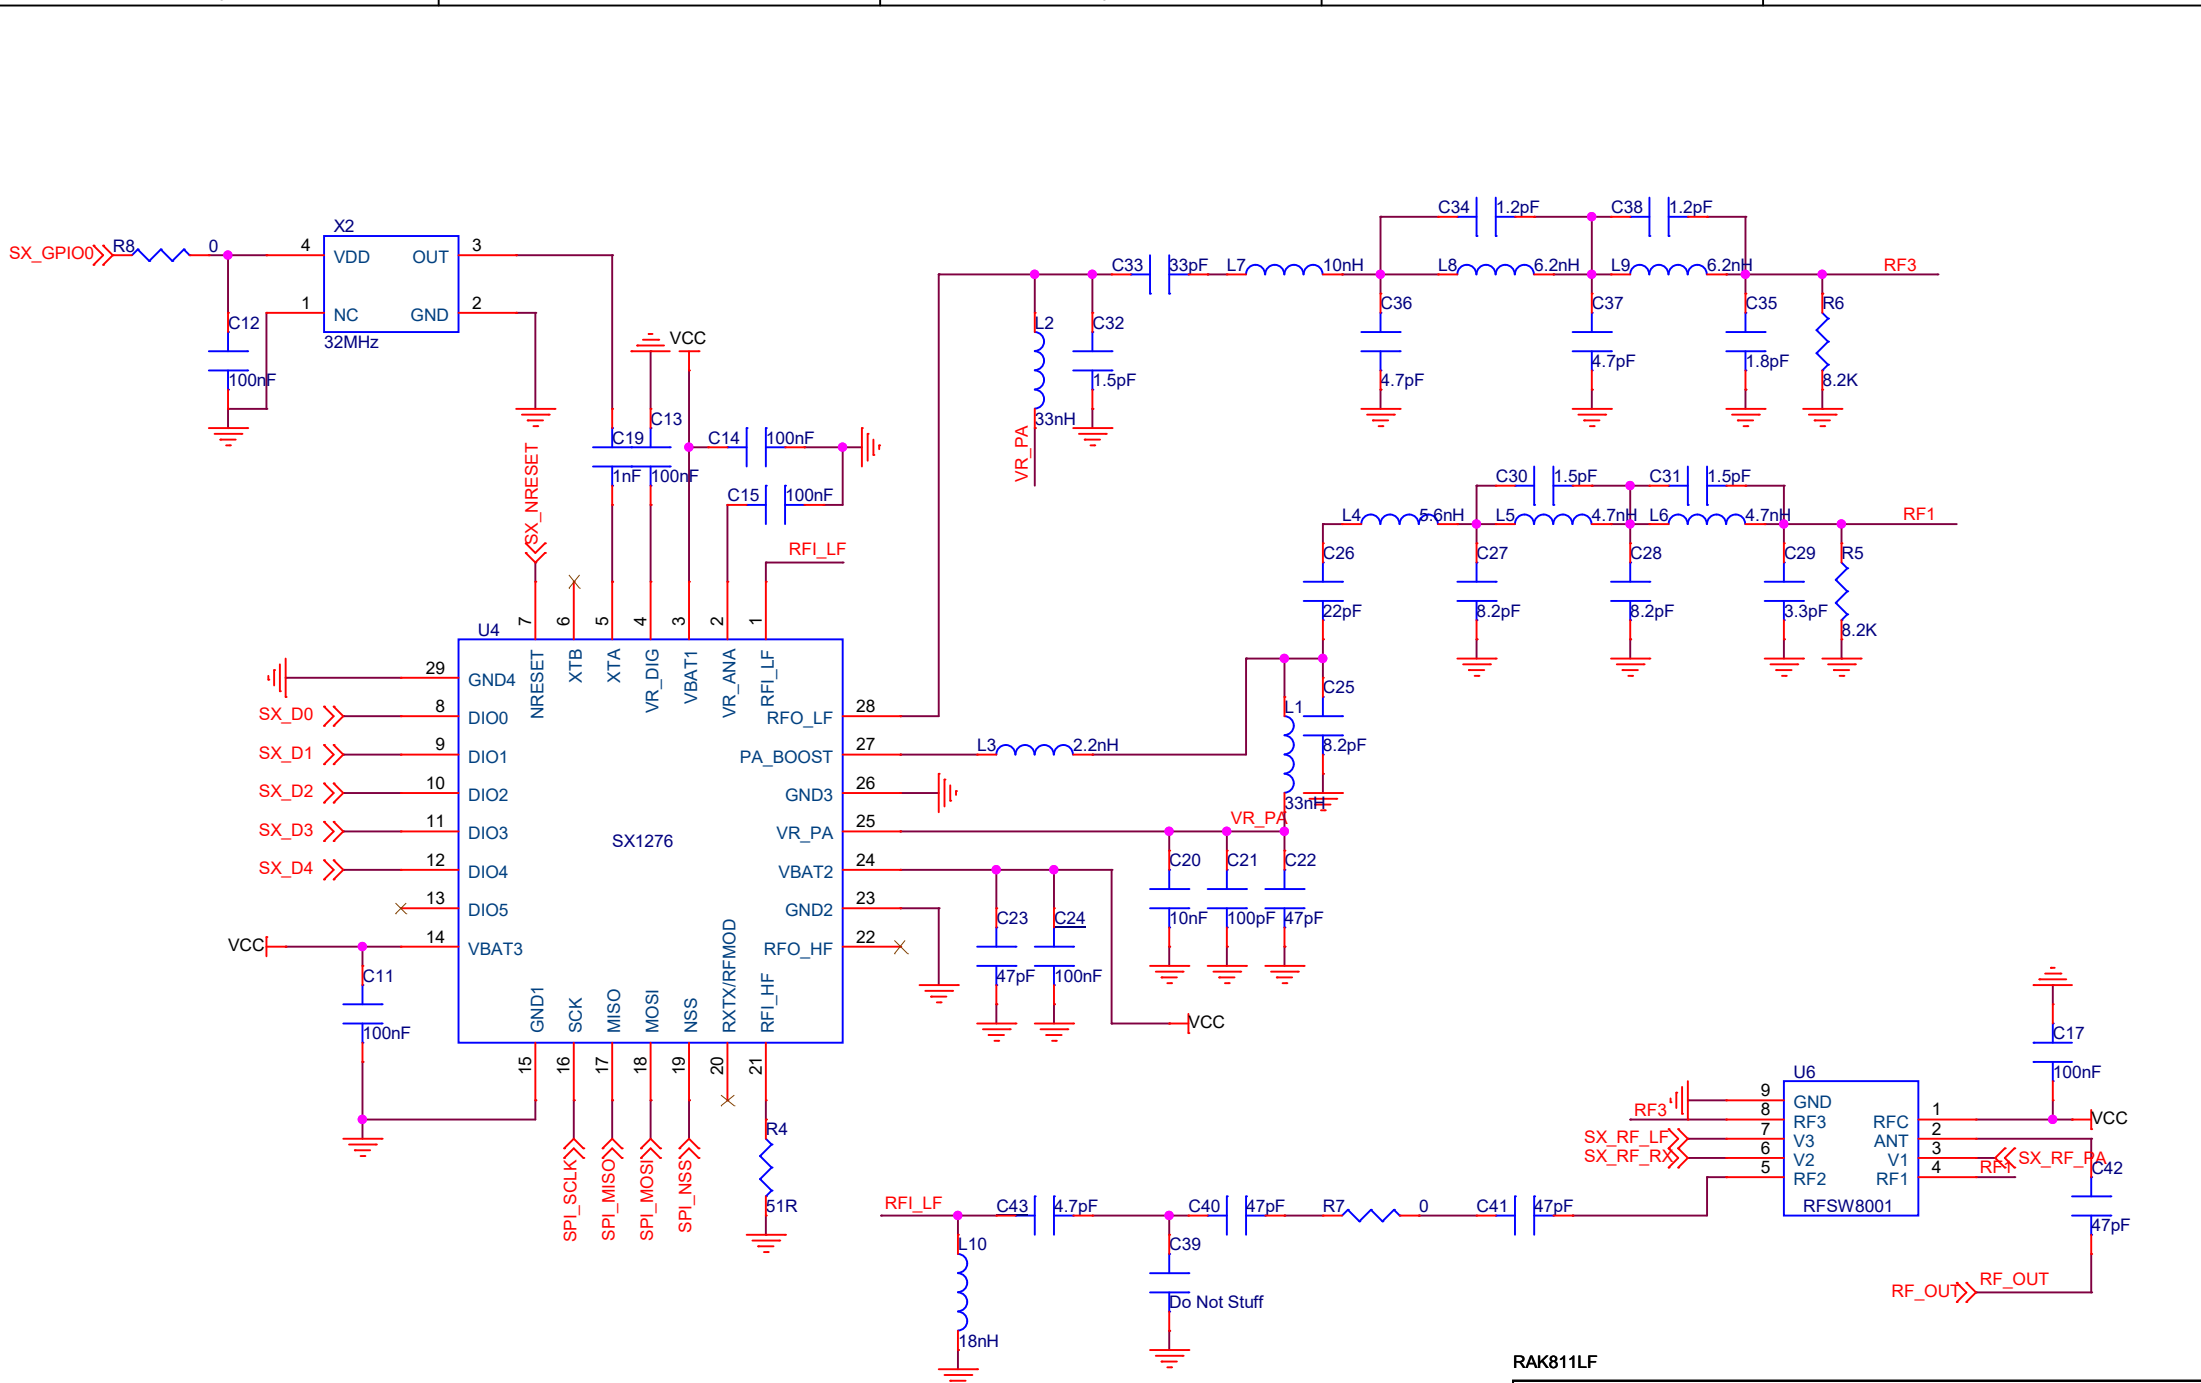 C34 1.2pF C38 1.2pF
X2
SX_GPIO0 R8 0 4 VDD OUT 3
C33 33pF L7 10nH L8 6.2nH L9 6.2nH RF3
1 NC GND 2
32MHz
C12
100nF
VCC
L2
33nH
C32
1.5pF
C36
4.7pF
C37
4.7pF
C35
1.8pF
R6
8.2K
VR_PA
C13
100nF
C19
1nF
C14 100nF
C15 100nF
SX_NRESET
RFI_LF
C30 1.5pF C31 1.5pF
L4 5.6nH L5 4.7nH L6 4.7nH RF1
C26
22pF
C27
8.2pF
C28
8.2pF
C29
3.3pF
R5
8.2K
U4
7 6 5 4 3 2 1
NRESET XTB XTA VR_DIG VBAT1 VR_ANA RFI_LF
29 GND4
SX_D0 8 DIO0
SX_D1 9 DIO1
SX_D2 10 DIO2
SX_D3 11 DIO3
SX_D4 12 DIO4
13 DIO5
VCC 14 VBAT3
SX1276
RFO_LF 28
PA_BOOST 27
GND3 26
VR_PA 25
VBAT2 24
GND2 23
RFO_HF 22
L3 2.2nH
L1
33nH
C25
8.2pF
VR_PA
C20
10nF
C21
100pF
C22
47pF
C23
47pF
C24
100nF
VCC
C11
100nF
GND1 SCK MISO MOSI NSS RXTX/RFMOD RFI_HF
15 16 17 18 19 20 21
SPI_SCLK SPI_MISO SPI_MOSI SPI_NSS
R4
51R
C17
100nF
U6
9 GND
RF3 8 RF3
SX_RF_LF 7 V3
SX_RF_RX 6 V2
5 RF2
RFC 1 VCC
ANT 2
V1 3 SX_RF_PA
RF1 4 RF1
RFSW8001
C42
47pF
RFI_LF C43 4.7pF C40 47pF R7 0 C41 47pF
L10
18nH
C39
Do Not Stuff
RF_OUT RF_OUT
RAK811LF